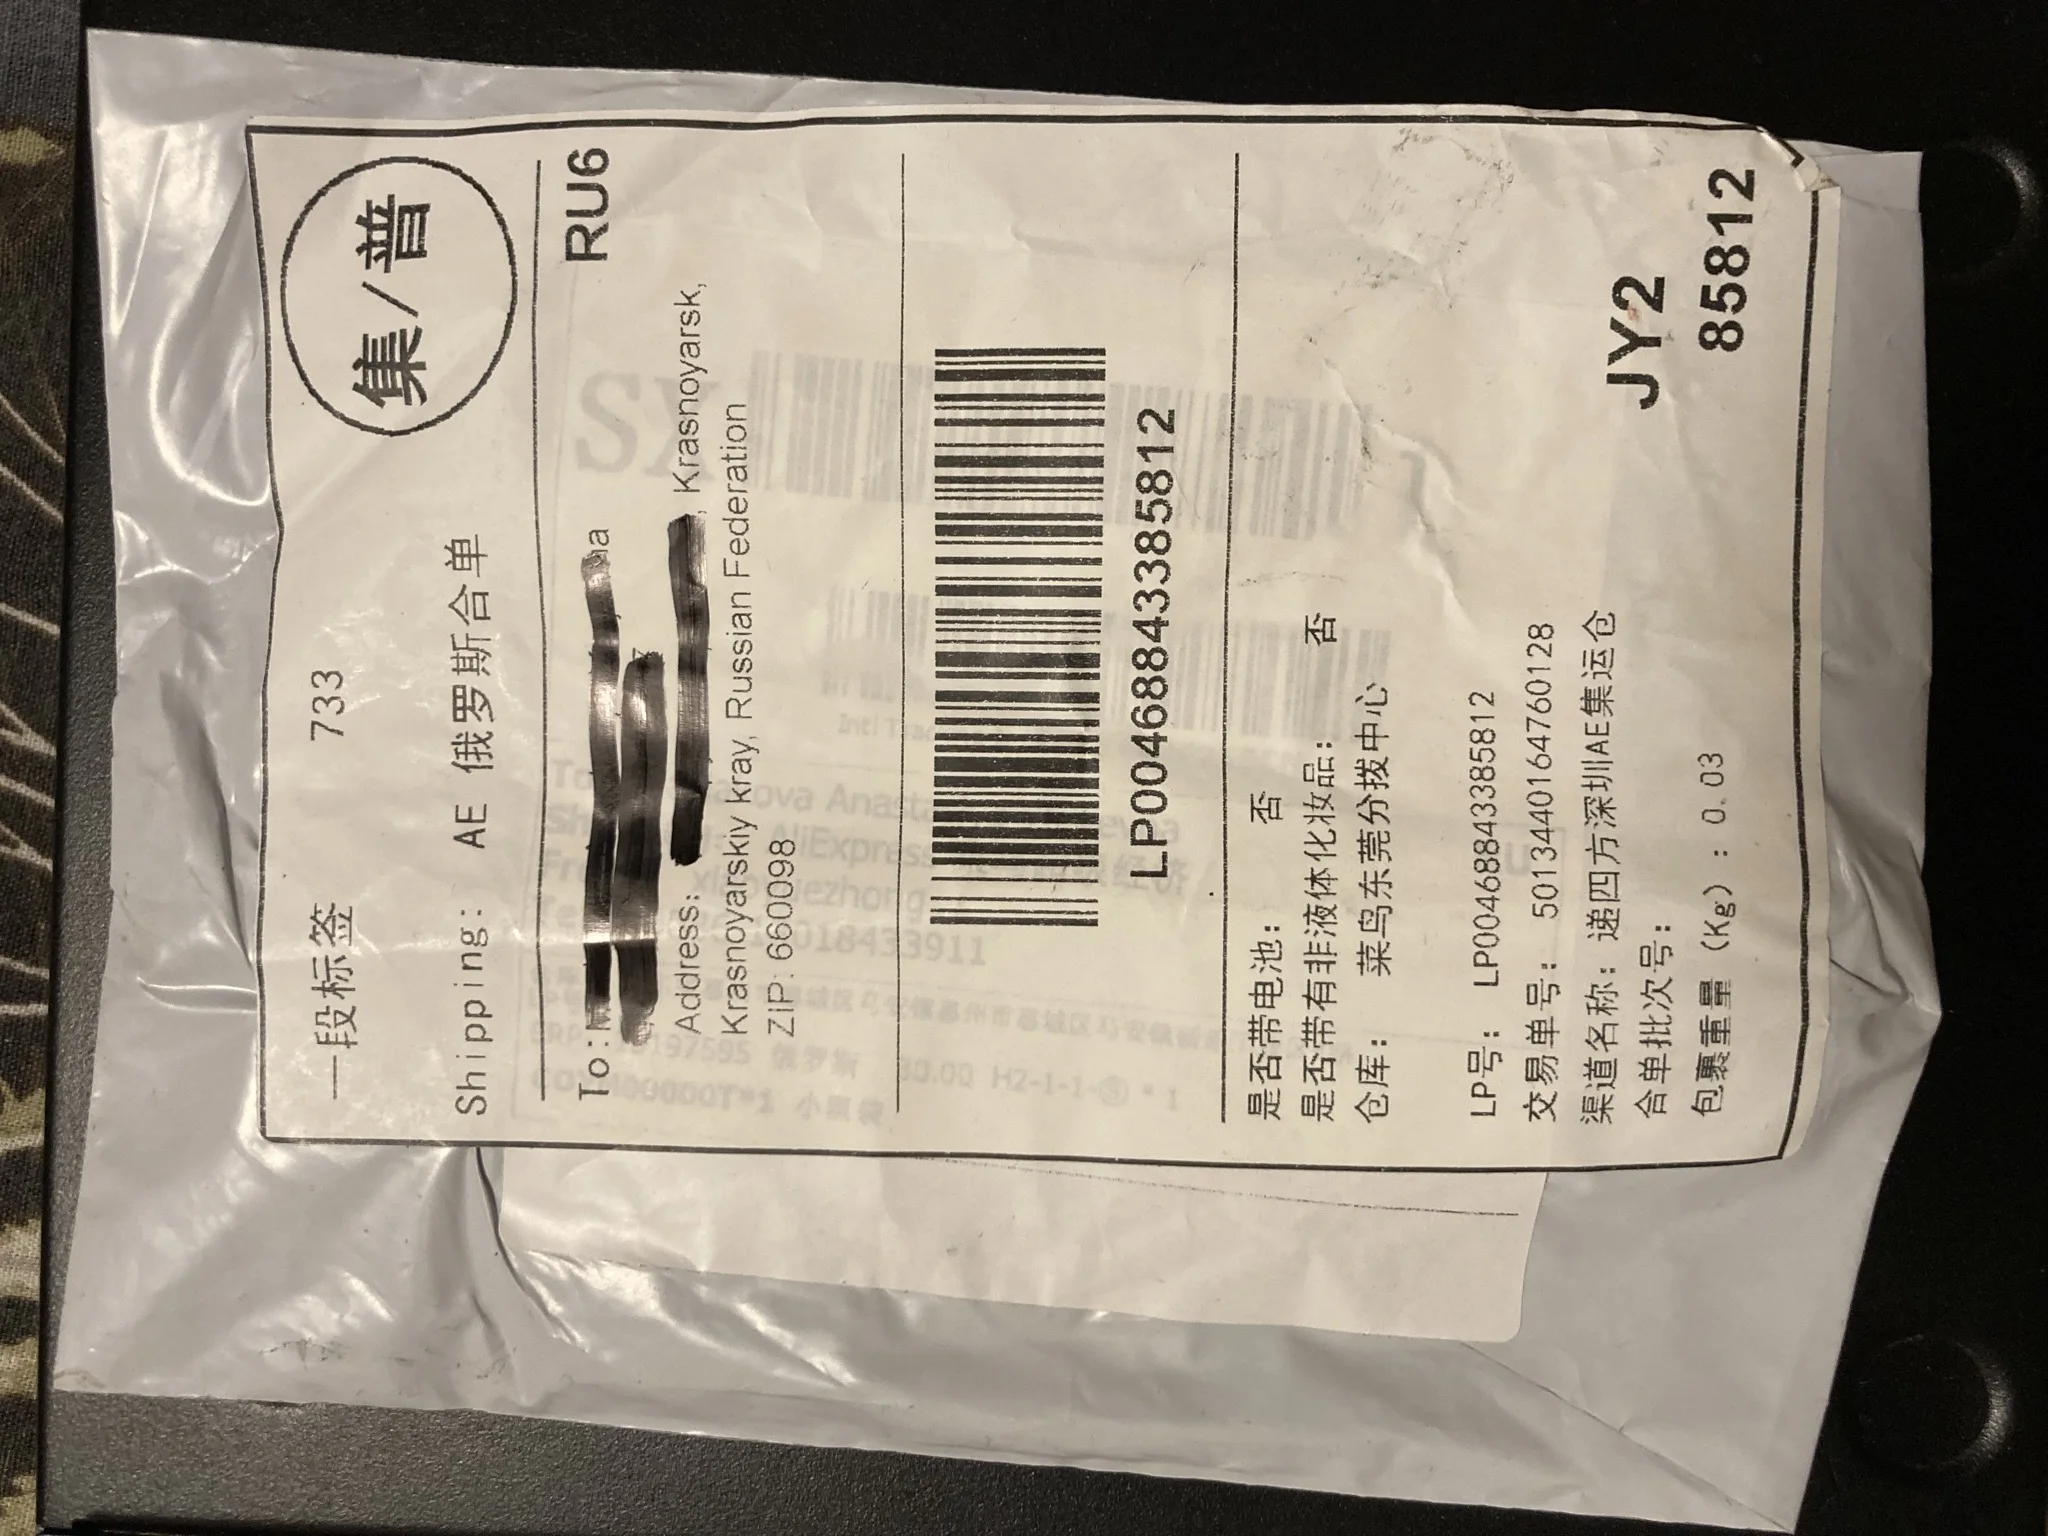 一段标签 733
集/普
Shipping: AE 俄罗斯合单
To:
RU6
Address: , Krasnoyarsk,
Krasnoyarskiy kray, Russian Federation
ZIP: 660098
LP00468843385812
是否带电池： 否
是否带有非液体化妆品： 否
仓库： 菜鸟东莞分拨中心
LP号： LP00468843385812
交易单号： 5013440164760128
渠道名称：递四方深圳AE集运仓
合单批次号：
包裹重量（Kg）: 0.03
JY2
85812